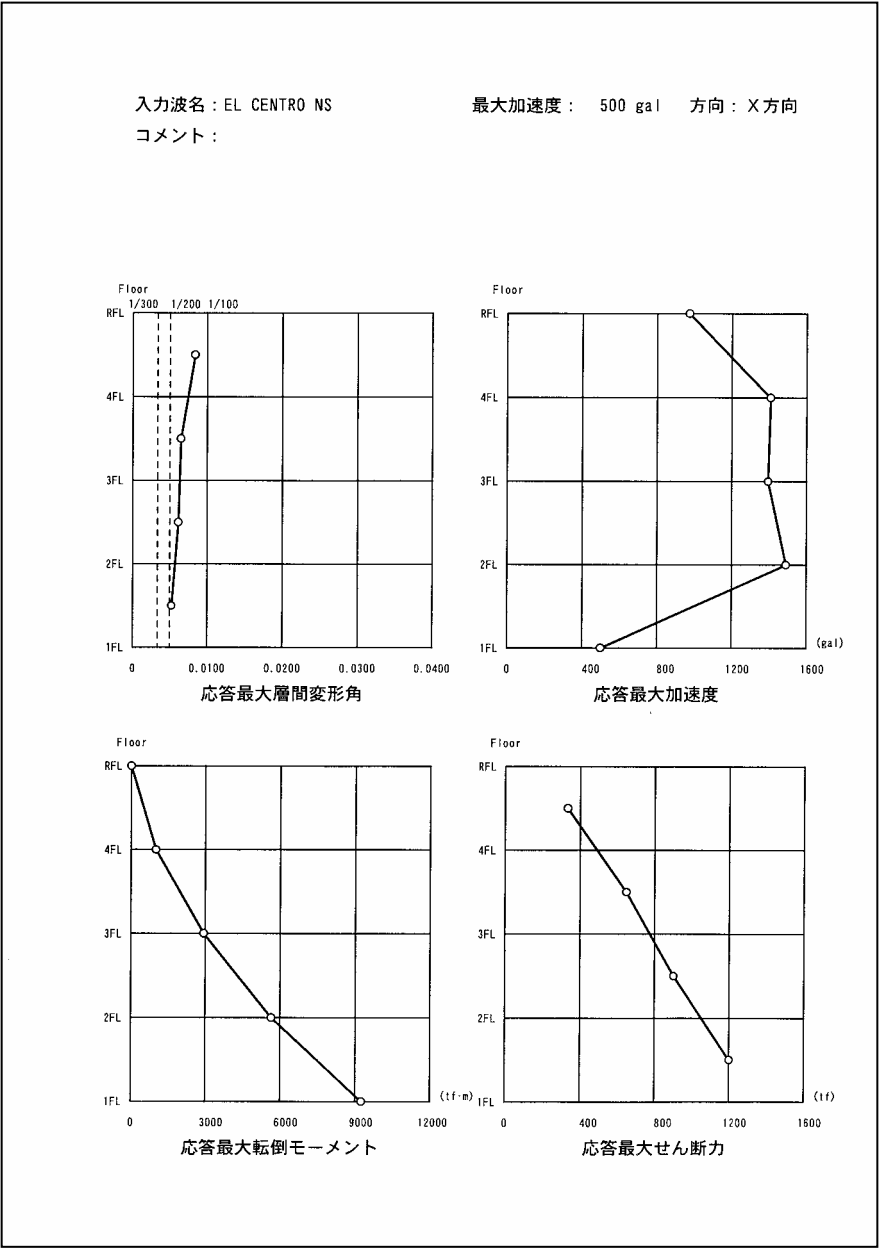 入力波名：EL CENTRO NS　最大加速度：　500 gal　方向：X方向
コメント：
Floor
1/300 1/200 1/100
RFL
4FL
3FL
2FL
1FL
0 0.0100 0.0200 0.0300 0.0400
応答最大層間変形角
Floor
RFL
4FL
3FL
2FL
1FL
(gal)
0 400 800 1200 1600
応答最大加速度
Floor
RFL
4FL
3FL
2FL
1FL
(tf·m)
0 3000 6000 9000 12000
応答最大転倒モーメント
Floor
RFL
4FL
3FL
2FL
1FL
(tf)
0 400 800 1200 1600
応答最大せん断力